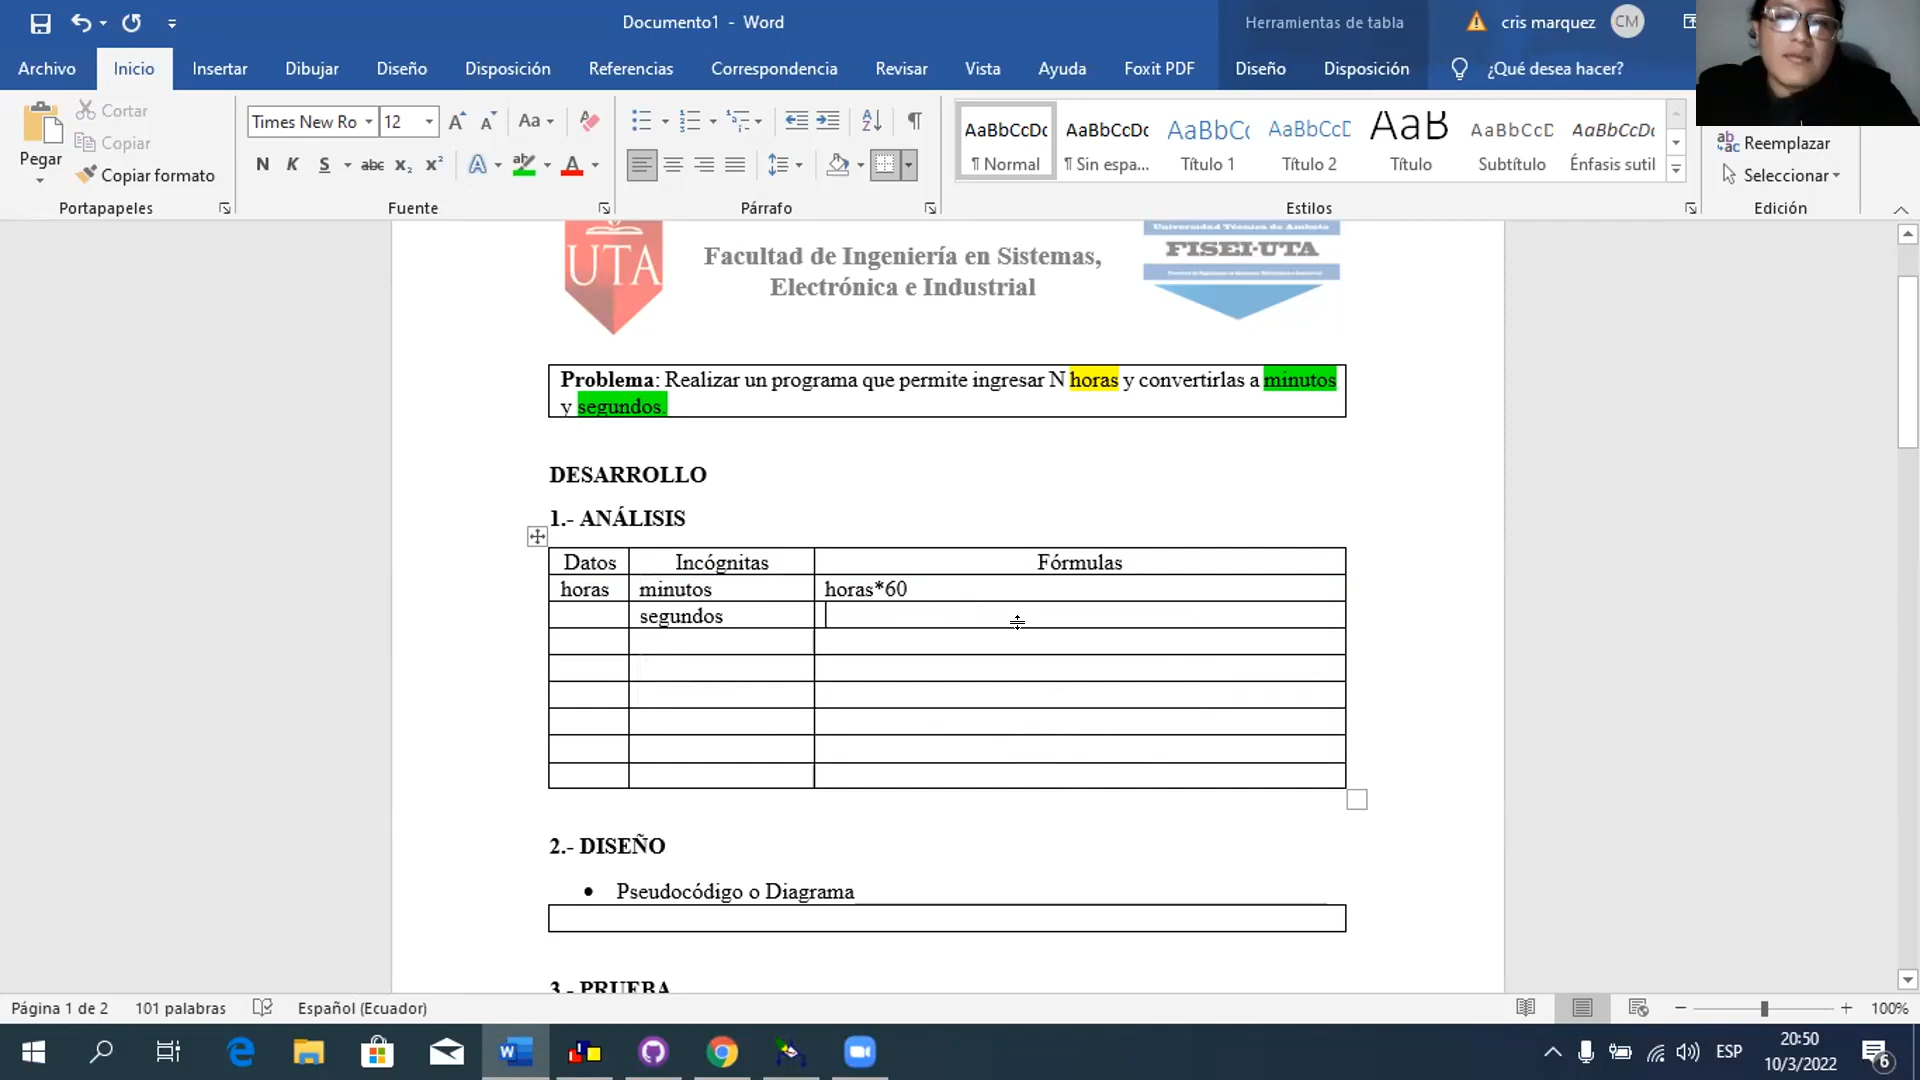 Documento1 - Word
Herramientas de tabla
cris marquez
CM
Archivo
Inicio
Insertar
Dibujar
Diseño
Disposición
Referencias
Correspondencia
Revisar
Vista
Ayuda
Foxit PDF
Diseño
Disposición
¿Qué desea hacer?
Pegar
Cortar
Copiar
Copiar formato
Portapapeles
Times New Ro
12
Aa
N K S abc x₂ x²
A
A
Fuente
Párrafo
AaBbCcDc
¶ Normal
AaBbCcDc
¶ Sin espa...
AaBbCc
Título 1
AaBbCcD
Título 2
AaB
Título
AaBbCcD
Subtítulo
AaBbCcDc
Énfasis sutil
Estilos
Reemplazar
Seleccionar
Edición
UTA
Facultad de Ingeniería en Sistemas,
Electrónica e Industrial
Universidad Técnica de Ambato
FISEI-UTA
Problema: Realizar un programa que permite ingresar N horas y convertirlas a minutos
y segundos.
DESARROLLO
1.- ANÁLISIS
Datos Incógnitas Fórmulas
horas minutos horas*60
segundos
2.- DISEÑO
• Pseudocódigo o Diagrama
3.- PRUEBA
Página 1 de 2
101 palabras
Español (Ecuador)
100%
ESP
20:50
10/3/2022
6